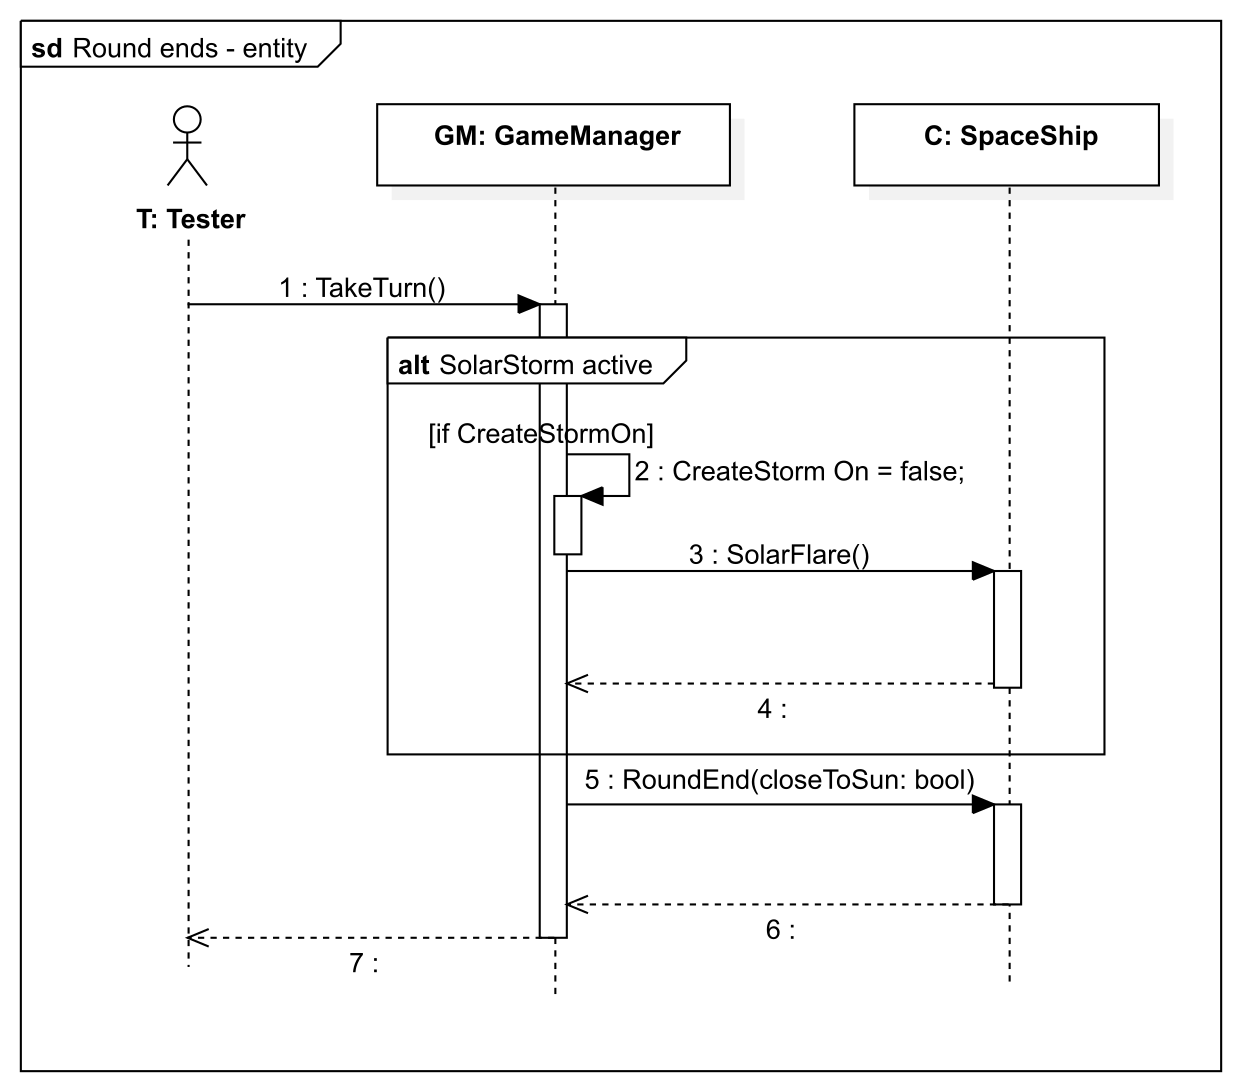 sd Round ends - entity
GM: GameManager
C: SpaceShip
T: Tester
1 : TakeTurn()
alt SolarStorm active
[if CreateStormOn]
2 : CreateStorm On = false;
3 : SolarFlare()
4 :
5 : RoundEnd(closeToSun: bool)
6 :
7 :